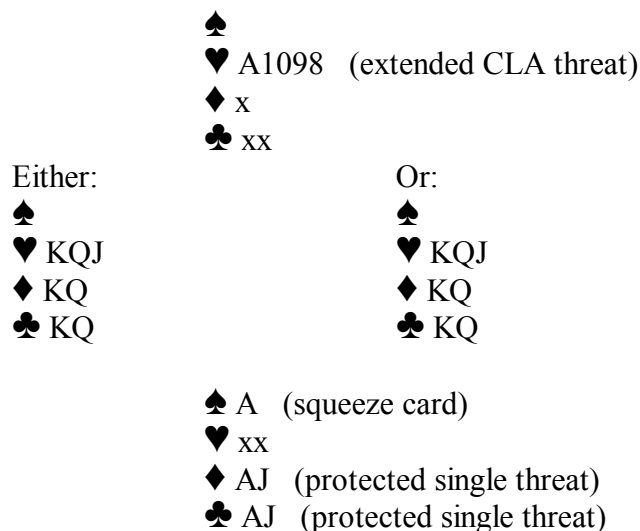 ♠
♥ A1098 (extended CLA threat)
♦ x
♣ xx
Either: Or:
♠ ♠
♥ KQJ ♥ KQJ
♦ KQ ♦ KQ
♣ KQ ♣ KQ
♠ A (squeeze card)
♥ xx
♦ AJ (protected single threat)
♣ AJ (protected single threat)